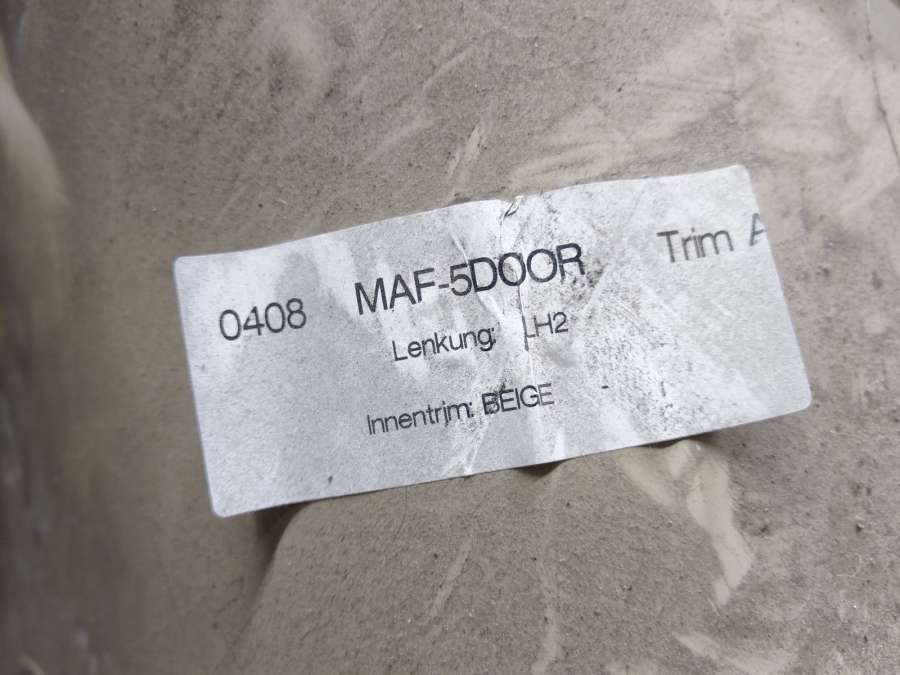 0408 MAF-5DOOR Trim A
Lenkung: LH2
Innentrim: BEIGE -